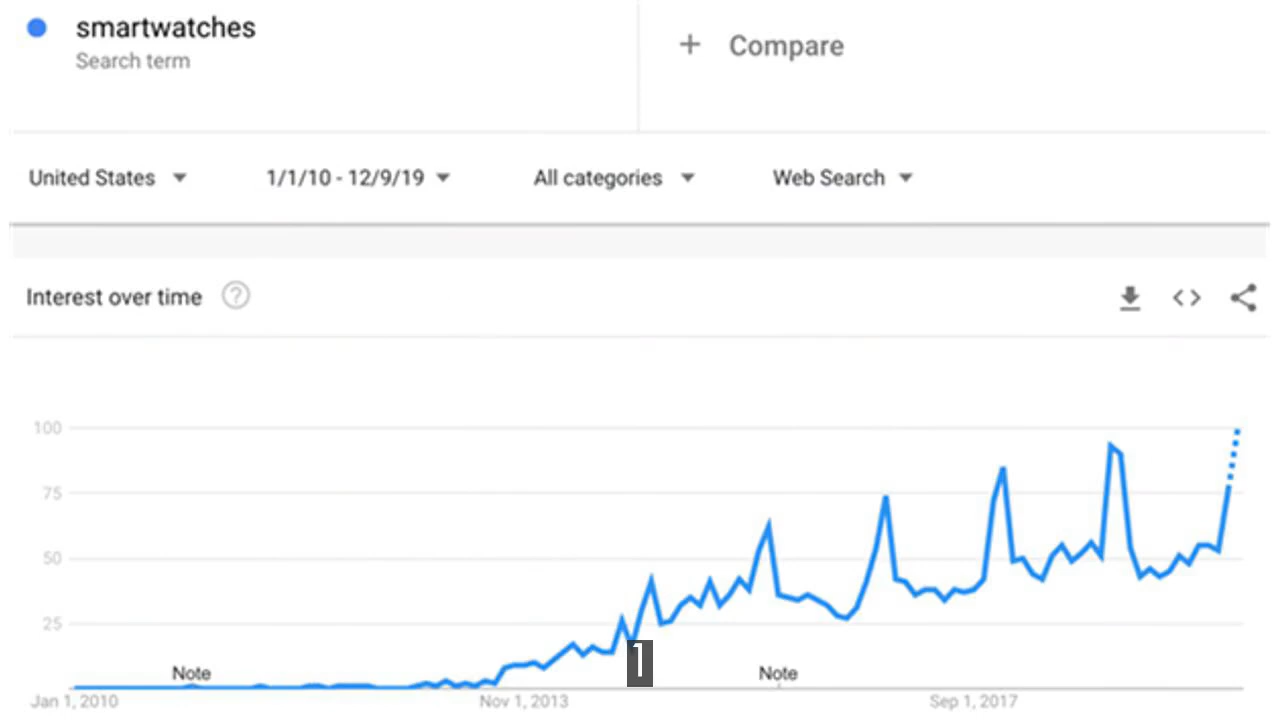 smartwatches
Search term
+ Compare
United States
1/1/10 - 12/9/19
All categories
Web Search
Interest over time ?
100
75
50
25
1
Note
Note
Jan 1, 2010
Nov 1, 2013
Sep 1, 2017